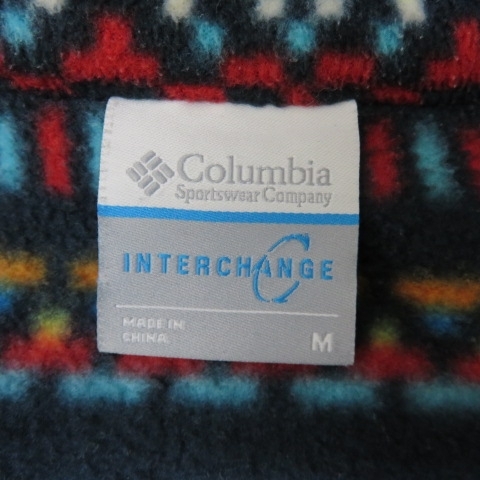 Columbia
Sportswear Company
INTERCHANGE
MADE IN
CHINA
M